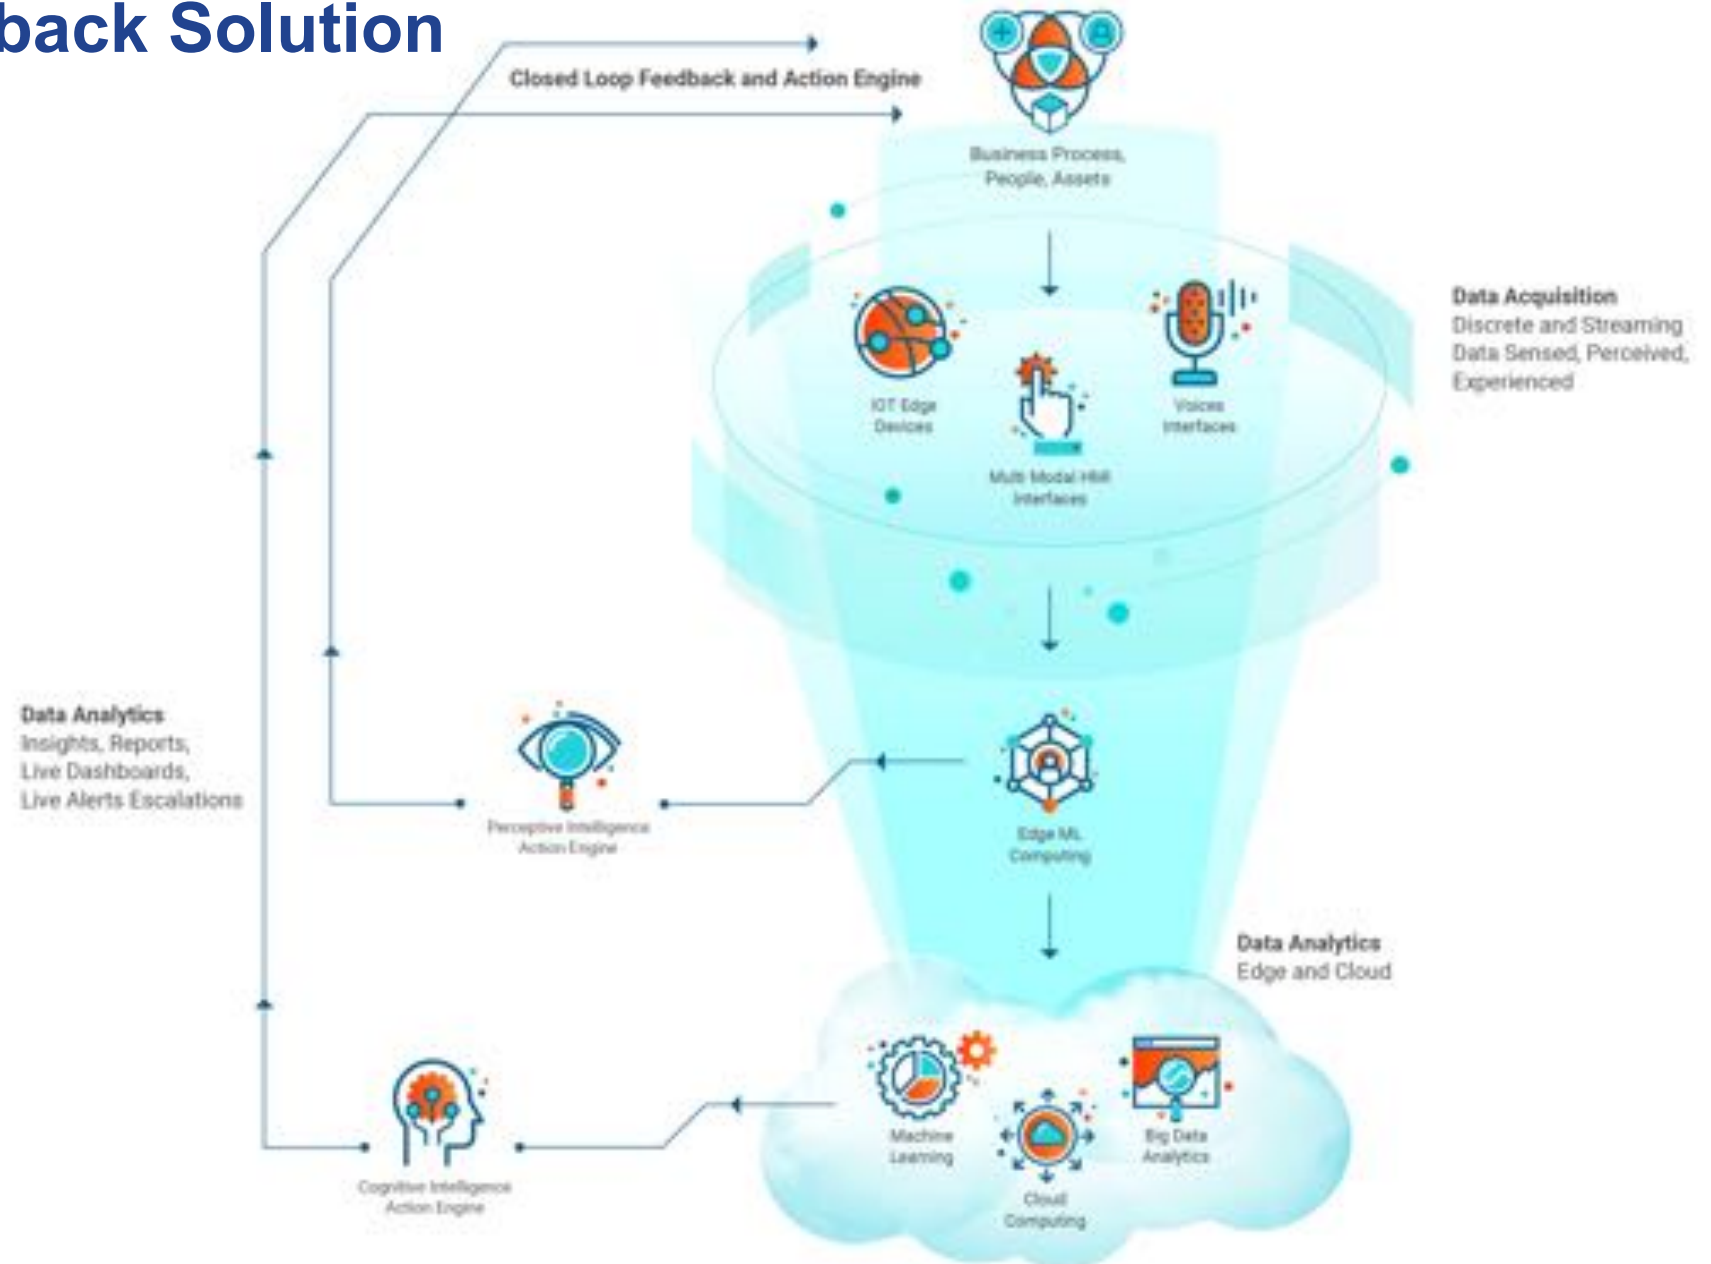 back Solution
Closed Loop Feedback and Action Engine
Business Process,
People, Assets
Data Acquisition
Discrete and Streaming
Data Sensed, Perceived,
Experienced
IOT Edge
Devices
Voices
Interfaces
Multi Modal HMI
Interfaces
Data Analytics
Insights, Reports,
Live Dashboards,
Live Alerts Escalations
Perceptive Intelligence
Action Engine
Edge ML
Computing
Data Analytics
Edge and Cloud
Machine
Learning
Big Data
Analytics
Cloud
Computing
Cognitive Intelligence
Action Engine